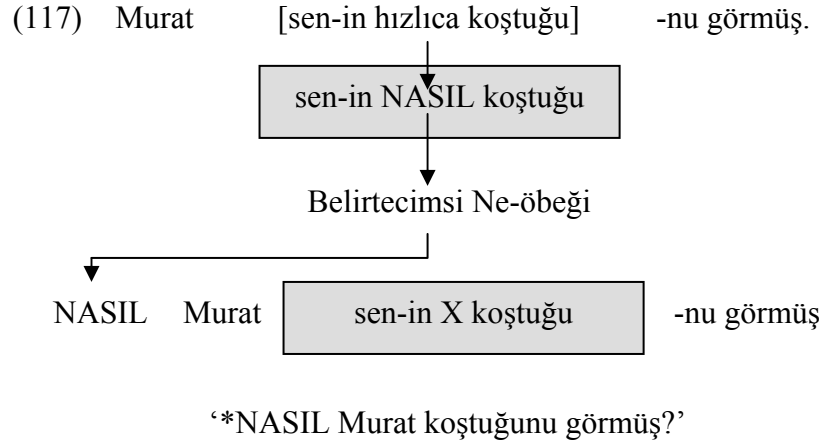 (117) Murat [sen-in hızlıca koştuğu] -nu görmüş.
sen-in NASIL koştuğu
Belirtecimsi Ne-öbeği
NASIL Murat sen-in X koştuğu -nu görmüş
‘*NASIL Murat koştuğunu görmüş?’